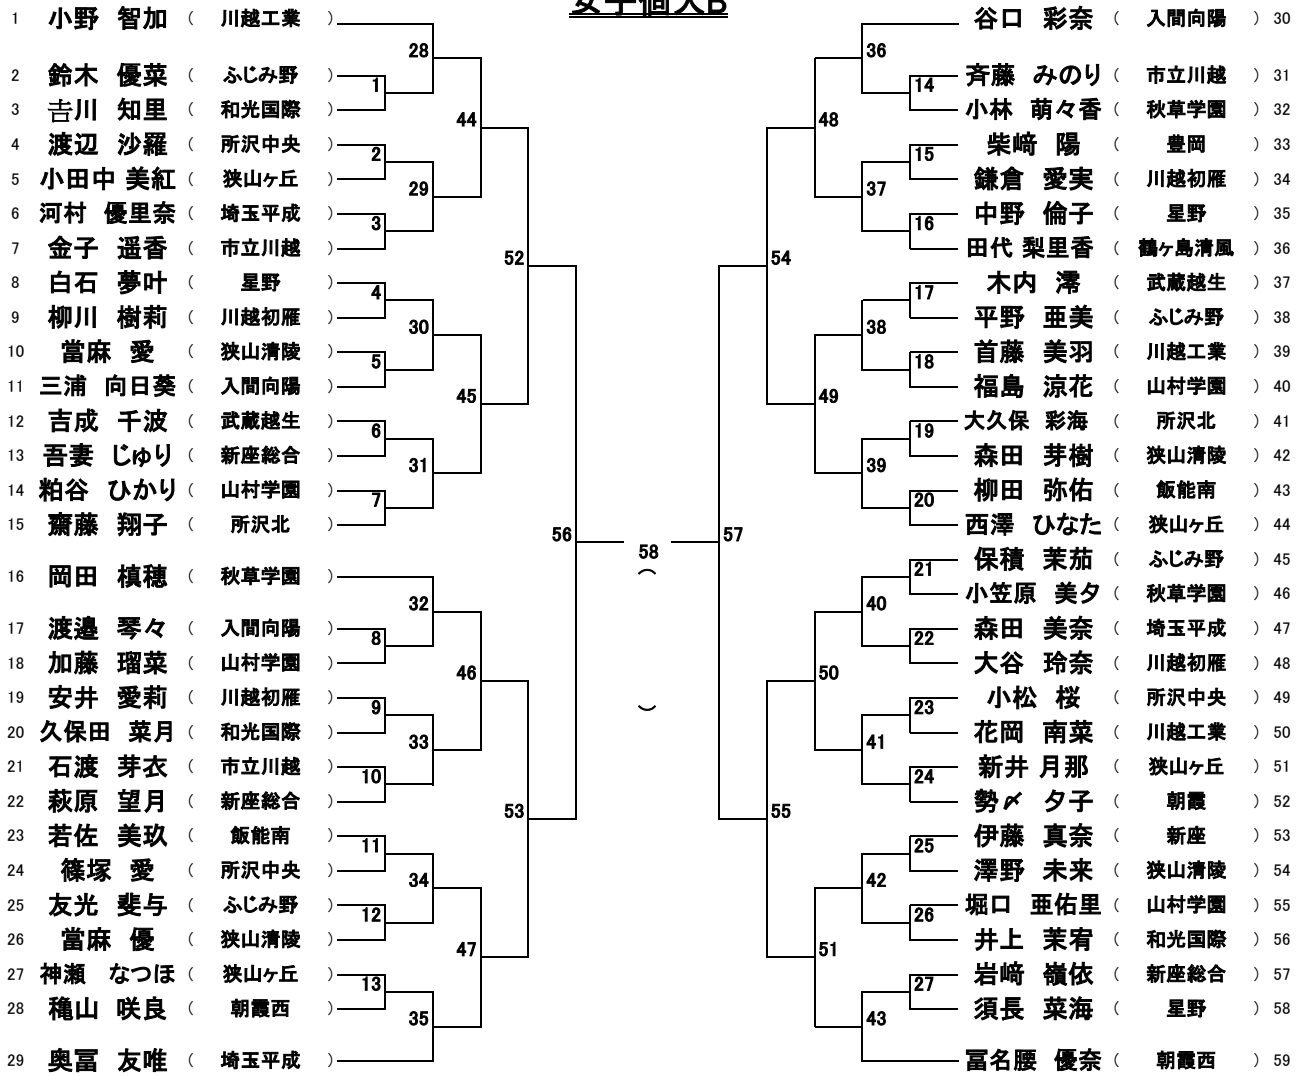 女子個人B
1 小野 智加 ( 川越工業 )
2 鈴木 優菜 ( ふじみ野 )
3 𠮷川 知里 ( 和光国際 )
4 渡辺 沙羅 ( 所沢中央 )
5 小田中 美紅 ( 狭山ヶ丘 )
6 河村 優里奈 ( 埼玉平成 )
7 金子 遥香 ( 市立川越 )
8 白石 夢叶 ( 星野 )
9 柳川 樹莉 ( 川越初雁 )
10 當麻 愛 ( 狭山清陵 )
11 三浦 向日葵 ( 入間向陽 )
12 吉成 千波 ( 武蔵越生 )
13 吾妻 じゅり ( 新座総合 )
14 粕谷 ひかり ( 山村学園 )
15 齋藤 翔子 ( 所沢北 )
16 岡田 槙穂 ( 秋草学園 )
17 渡邉 琴々 ( 入間向陽 )
18 加藤 瑠菜 ( 山村学園 )
19 安井 愛莉 ( 川越初雁 )
20 久保田 菜月 ( 和光国際 )
21 石渡 芽衣 ( 市立川越 )
22 萩原 望月 ( 新座総合 )
23 若佐 美玖 ( 飯能南 )
24 篠塚 愛 ( 所沢中央 )
25 友光 斐与 ( ふじみ野 )
26 當麻 優 ( 狭山清陵 )
27 神瀬 なつほ ( 狭山ヶ丘 )
28 穐山 咲良 ( 朝霞西 )
29 奥冨 友唯 ( 埼玉平成 )
28
1
44
2
29
3
52
4
30
5
45
6
31
7
56
32
8
46
9
33
10
53
11
34
12
47
13
35
58
(
)
36
14
48
15
37
16
54
17
38
18
49
19
39
20
57
21
40
22
50
23
41
24
55
25
42
26
51
27
43
谷口 彩奈 ( 入間向陽 ) 30
斉藤 みのり ( 市立川越 ) 31
小林 萌々香 ( 秋草学園 ) 32
柴﨑 陽 ( 豊岡 ) 33
鎌倉 愛実 ( 川越初雁 ) 34
中野 倫子 ( 星野 ) 35
田代 梨里香 ( 鶴ヶ島清風 ) 36
木内 澪 ( 武蔵越生 ) 37
平野 亜美 ( ふじみ野 ) 38
首藤 美羽 ( 川越工業 ) 39
福島 涼花 ( 山村学園 ) 40
大久保 彩海 ( 所沢北 ) 41
森田 芽樹 ( 狭山清陵 ) 42
柳田 弥佑 ( 飯能南 ) 43
西澤 ひなた ( 狭山ヶ丘 ) 44
保積 茉茄 ( ふじみ野 ) 45
小笠原 美夕 ( 秋草学園 ) 46
森田 美奈 ( 埼玉平成 ) 47
大谷 玲奈 ( 川越初雁 ) 48
小松 桜 ( 所沢中央 ) 49
花岡 南菜 ( 川越工業 ) 50
新井 月那 ( 狭山ヶ丘 ) 51
勢〆 夕子 ( 朝霞 ) 52
伊藤 真奈 ( 新座 ) 53
澤野 未来 ( 狭山清陵 ) 54
堀口 亜佑里 ( 山村学園 ) 55
井上 茉宥 ( 和光国際 ) 56
岩﨑 嶺依 ( 新座総合 ) 57
須長 菜海 ( 星野 ) 58
冨名腰 優奈 ( 朝霞西 ) 59